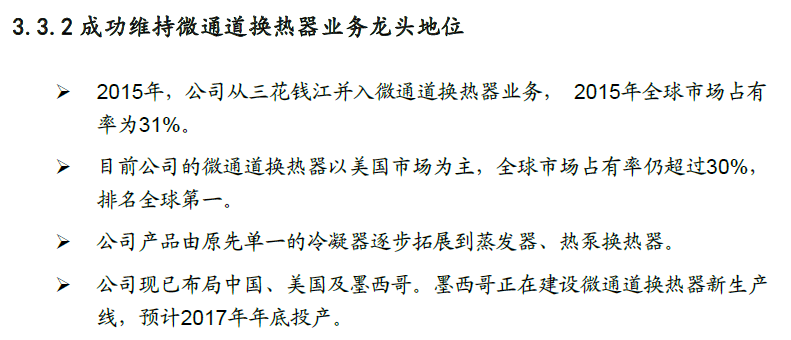 3.3.2 成功维持微通道换热器业务龙头地位
➢ 2015年，公司从三花钱江并入微通道换热器业务， 2015年全球市场占有
率为31%。
➢ 目前公司的微通道换热器以美国市场为主，全球市场占有率仍超过30%，
排名全球第一。
➢ 公司产品由原先单一的冷凝器逐步拓展到蒸发器、热泵换热器。
➢ 公司现已布局中国、美国及墨西哥。墨西哥正在建设微通道换热器新生产
线，预计2017年年底投产。